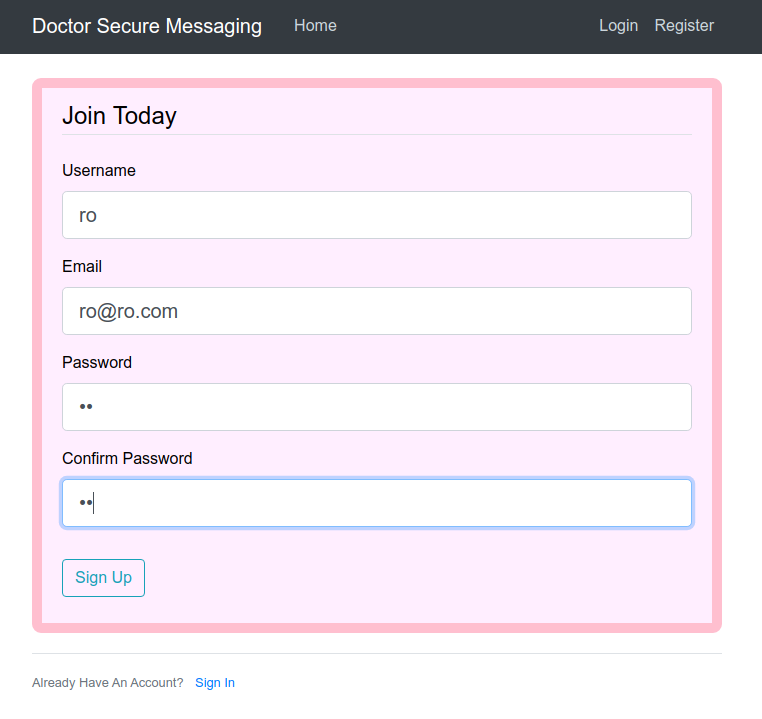 Doctor Secure Messaging Home Login Register
Join Today
Username
ro
Email
ro@ro.com
Password
••
Confirm Password
••
Sign Up
Already Have An Account? Sign In